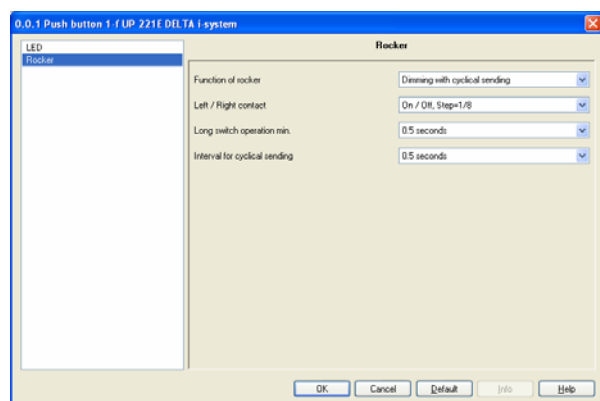 0.0.1 Push button 1-f UP 221E DELTA i-system
LED
Rocker
Rocker
Function of rocker
Dimming with cyclical sending
Left / Right contact
On / Off, Step=1/8
Long switch operation min.
0.5 seconds
Interval for cyclical sending
0.5 seconds
OK
Cancel
Default
Info
Help